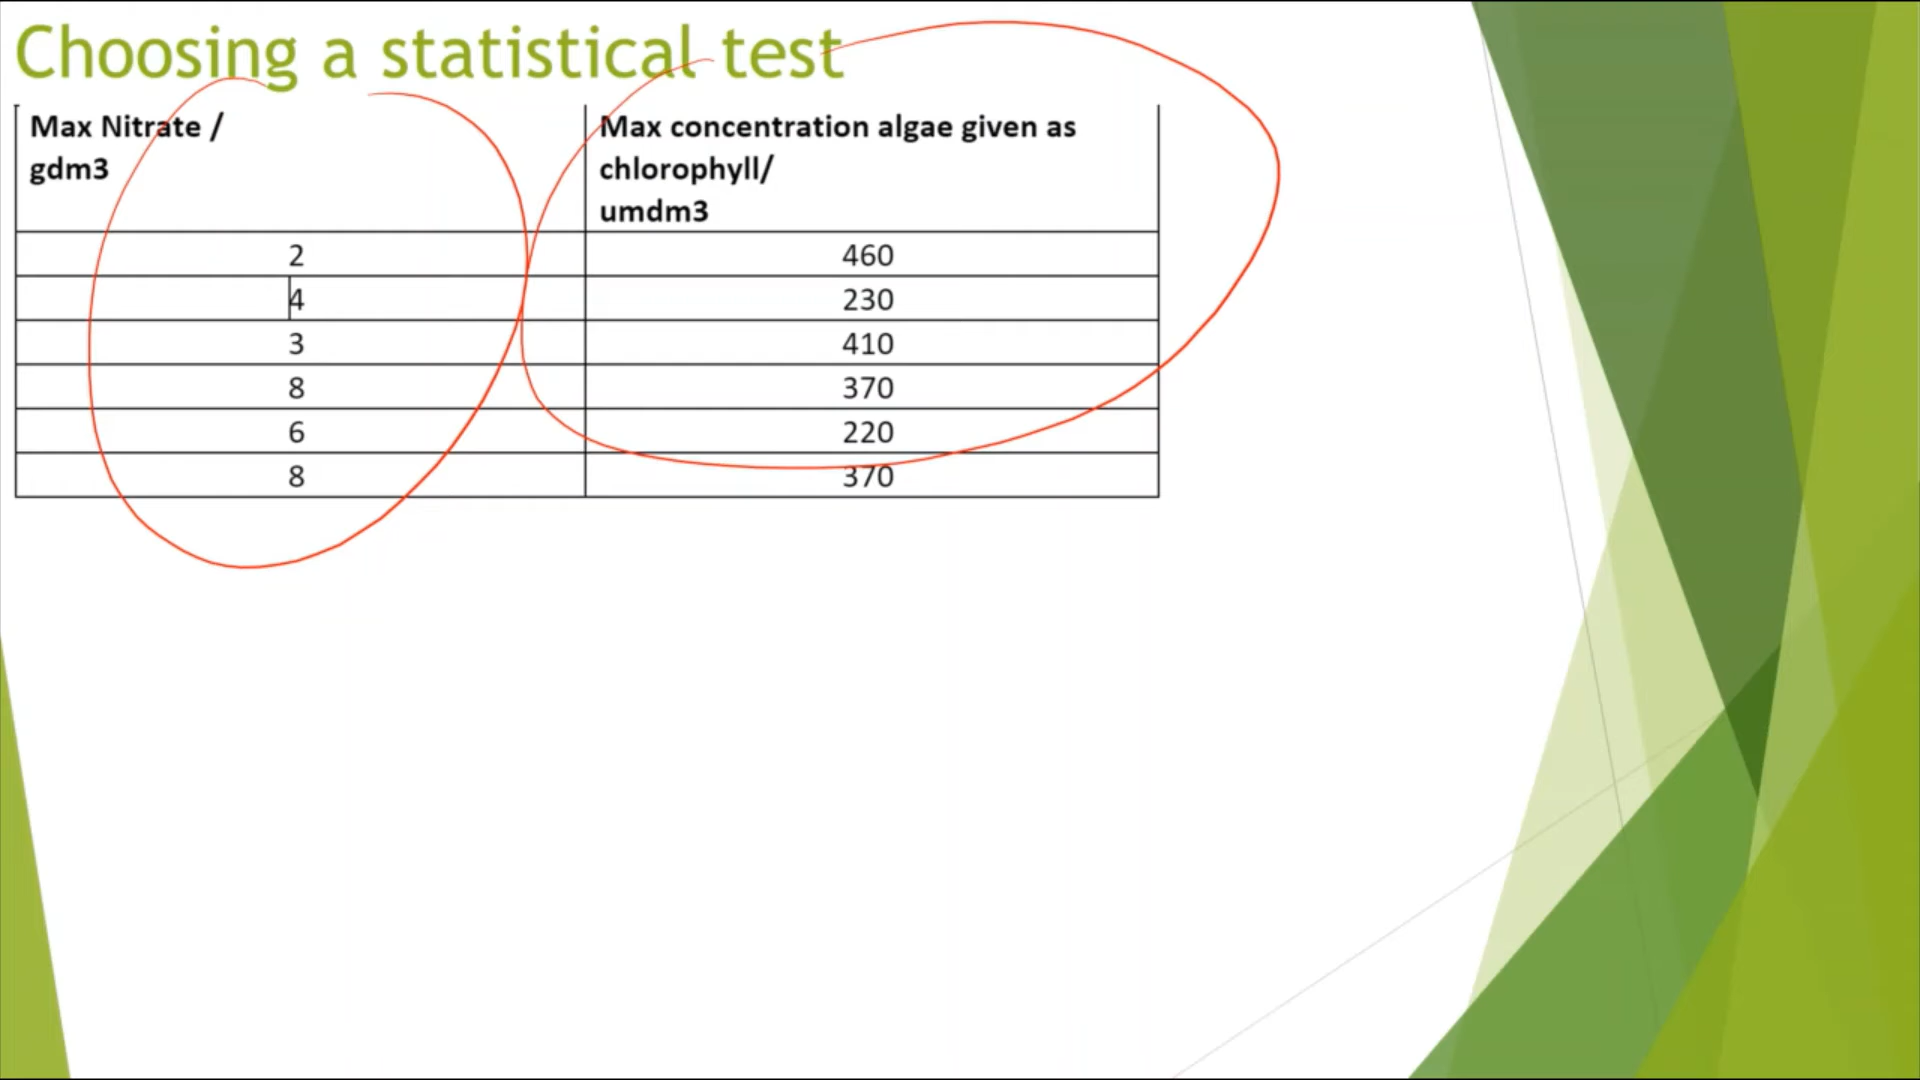 Choosing a statistical test
Max Nitrate /
gdm3
Max concentration algae given as
chlorophyll/
umdm3
2 460
4 230
3 410
8 370
6 220
8 370